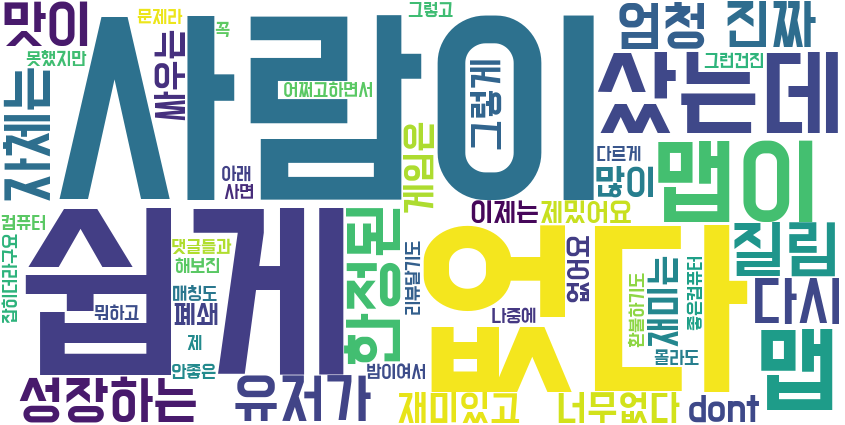 맛이
문제라
꼭
그렇고
엄청
진짜
못했지만
싸우는
사람이
어쩌고하면서
그렇게
그런건진
샀는데
자체는
게임은
아래
사면
다르게
많이
맵이
이제는
제밌어요
컴퓨터
잡히더라구요
쉽게
댓글들과
해보진
한정된
리뷰달기도
없다
없어요
환불하기도
재미는
좋은컴퓨터
질림
매칭도
뭐하고
폐쇄
나중에
다시
제
몰라도
맵
안좋은
밤이여서
성장하는
유저가
재미있고
너무없다
dont